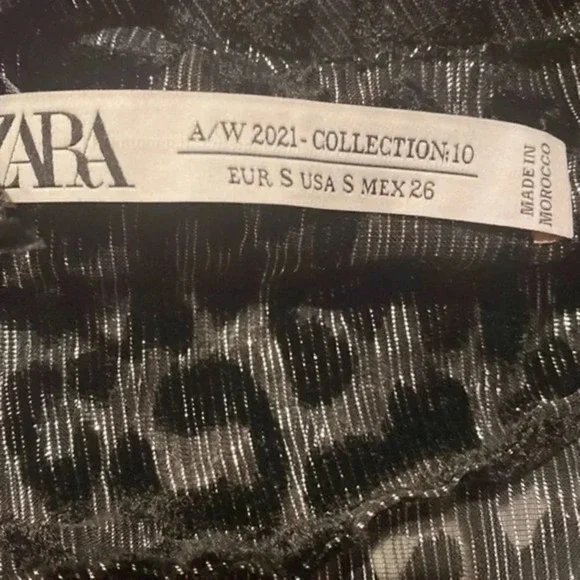 ZARA
A/W 2021 - COLLECTION:10
EUR S USA S MEX 26
MADE IN
MOROCCO